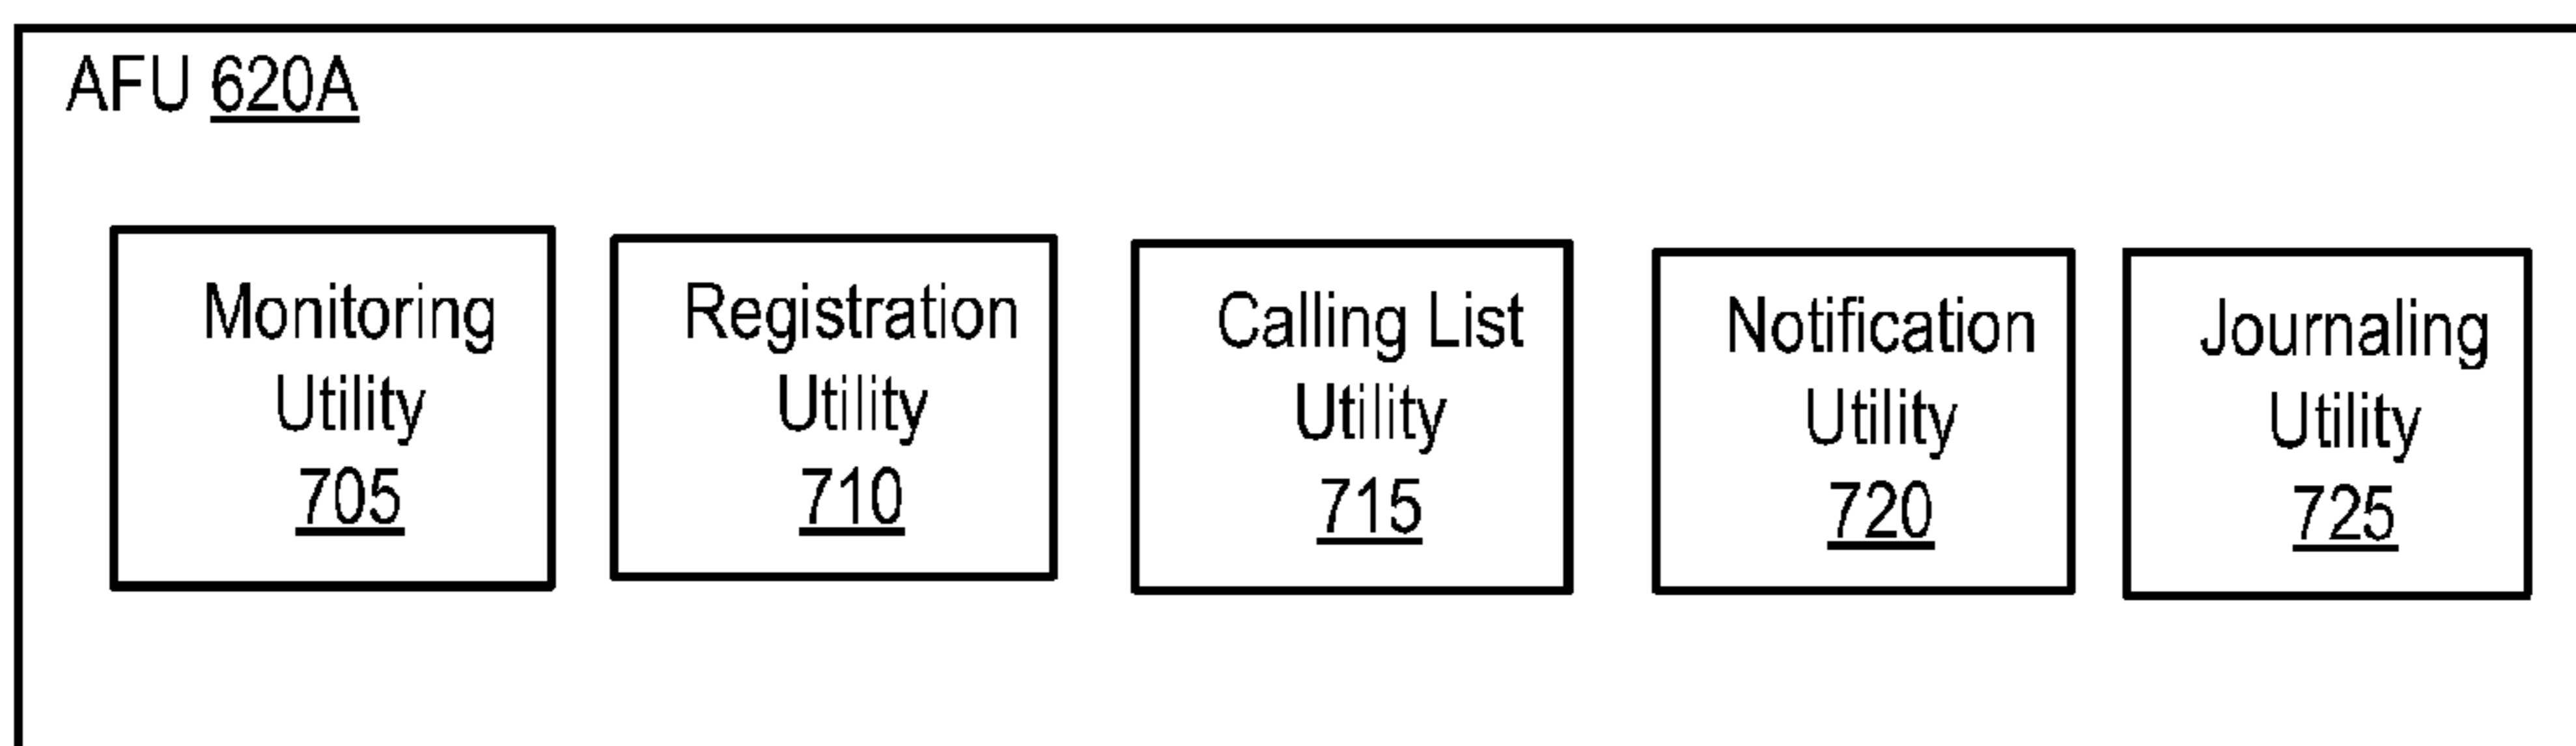 AFU 620A
Monitoring
Utility
705
Registration
Utility
710
Calling List
Utility
715
Notification
Utility
720
Journaling
Utility
725